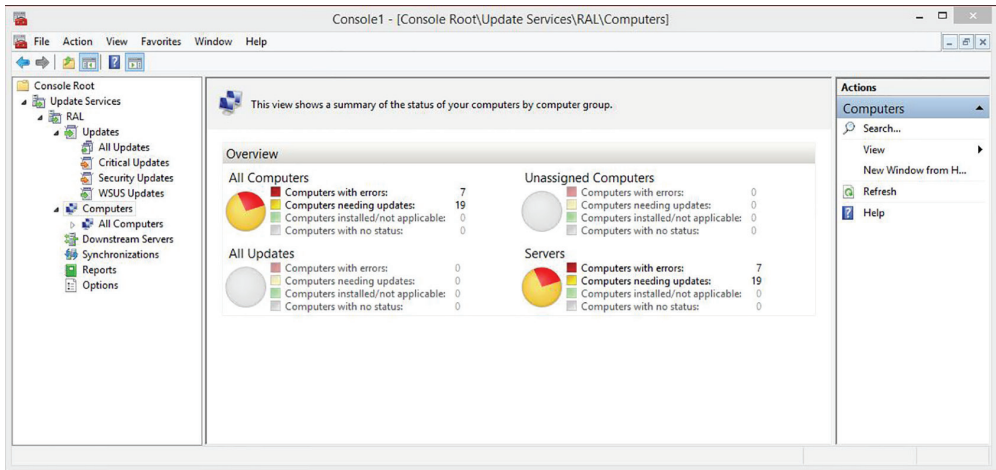 Console1 - [Console Root\Update Services\RAL\Computers]
File Action View Favorites Window Help
Console Root
Update Services
RAL
Updates
All Updates
Critical Updates
Security Updates
WSUS Updates
Computers
All Computers
Downstream Servers
Synchronizations
Reports
Options
This view shows a summary of the status of your computers by computer group.
Overview
All Computers
Computers with errors: 7
Computers needing updates: 19
Computers installed/not applicable: 0
Computers with no status: 0
Unassigned Computers
Computers with errors: 0
Computers needing updates: 0
Computers installed/not applicable: 0
Computers with no status: 0
All Updates
Computers with errors: 0
Computers needing updates: 0
Computers installed/not applicable: 0
Computers with no status: 0
Servers
Computers with errors: 7
Computers needing updates: 19
Computers installed/not applicable: 0
Computers with no status: 0
Actions
Computers
Search...
View
New Window from H...
Refresh
Help